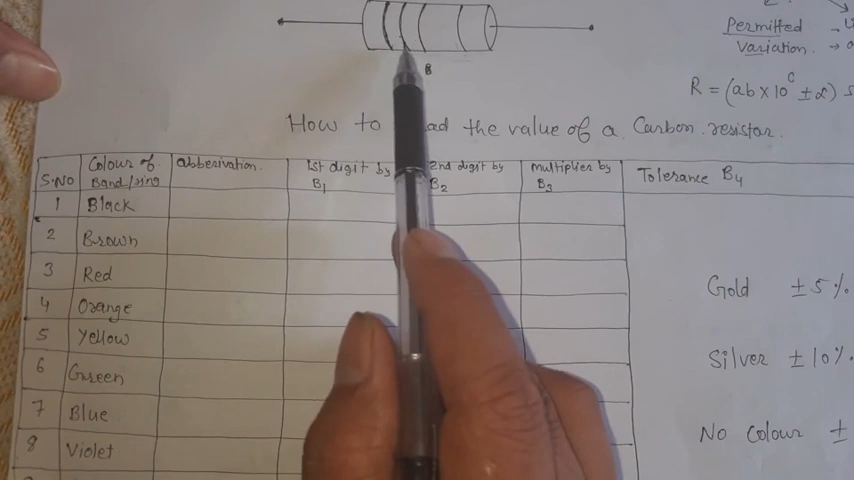 Permitted
Variation.
B
R = (ab × 10^c ± α)
How to ad the value of a Carbon resistor.
S.NO Colour of Band/ring abberivation. 1st digit by B1 2nd digit by B2 multiplier by B3 Tolerance B4
1 Black
2 Brown
3 Red
Gold ±5%
4 Orange
5 Yellow
Silver ±10%.
6 Green
7 Blue
No Colour ±
8 Violet